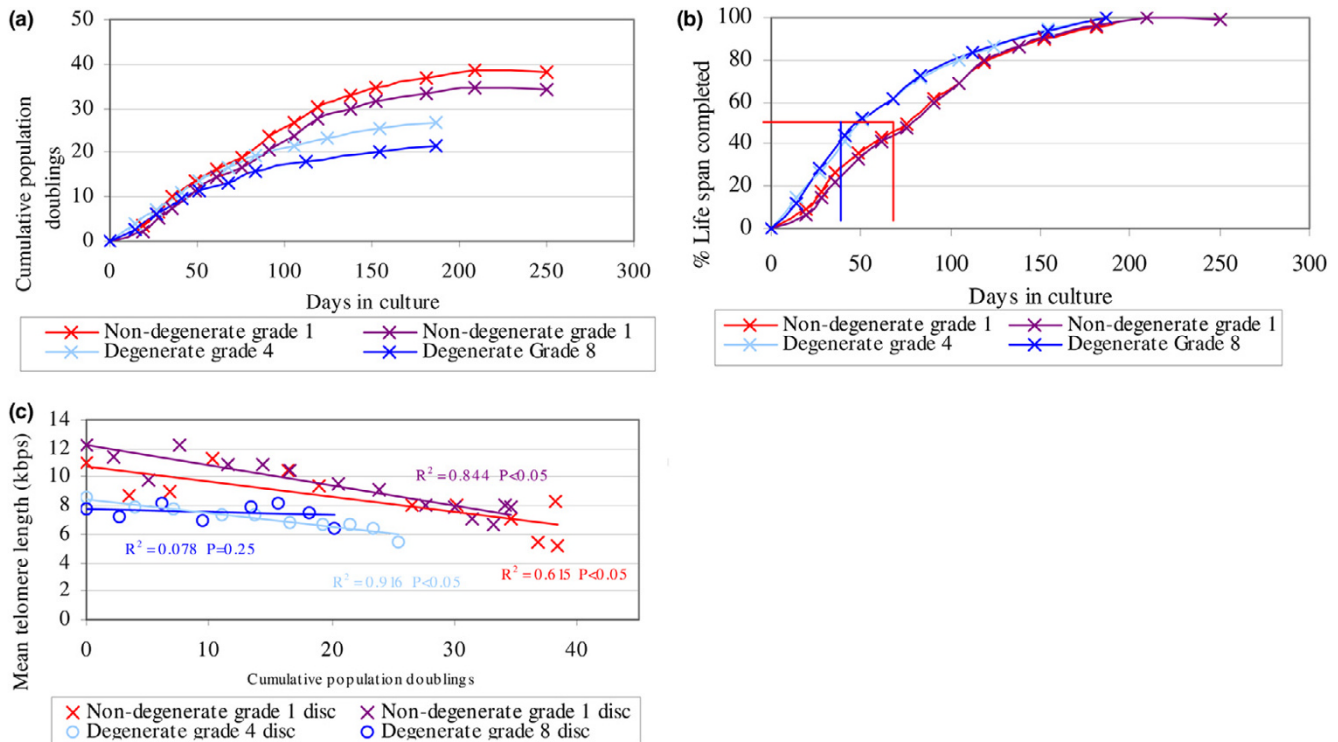 (a)
50
40
30
20
10
0
Cumulative population
doublings
0 50 100 150 200 250 300
Days in culture
Non-degenerate grade 1 Non-degenerate grade 1
Degenerate grade 4 Degenerate Grade 8
(b)
100
80
60
40
20
0
% Life span completed
0 50 100 150 200 250 300
Days in culture
Non-degenerate grade 1 Non-degenerate grade 1
Degenerate grade 4 Degenerate Grade 8
(c)
14
12
10
8
6
4
2
0
Mean telomere length (kbps)
R² = 0.844 P<0.05
R² = 0.078 P=0.25
R² = 0.916 P<0.05
R² = 0.615 P<0.05
0 10 20 30 40
Cumulative population doublings
Non-degenerate grade 1 disc Non-degenerate grade 1 disc
Degenerate grade 4 disc Degenerate grade 8 disc